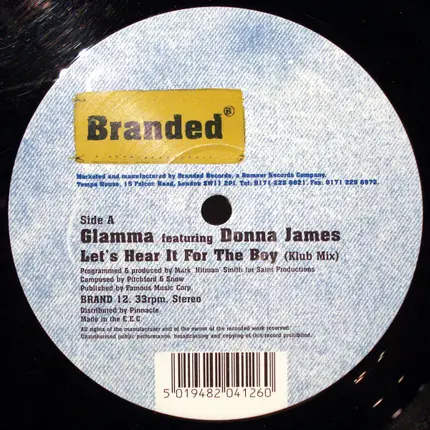 Branded®
Marketed and manufactured by Branded Records, a Rumour Records Company,
Tempo House, 15 Falcon Road, London SW11 2PJ. Tel: 0171 228 6821. Fax: 0171 228 6972.
Side A
Glamma featuring Donna James
Let's Hear It For The Boy (Klub Mix)
Programmed & produced by Mark 'Hitman' Smith for Saint Productions
Composed by Pitchford & Snow
Published by Famous Music Corp.
BRAND 12. 33rpm. Stereo
Distributed by Pinnacle
Made in the E.E.C
All rights of the manufacturer and of the owner of the recorded work reserved.
Unauthorised public performance, broadcasting and copying of this record prohibited.
5 019482 041260